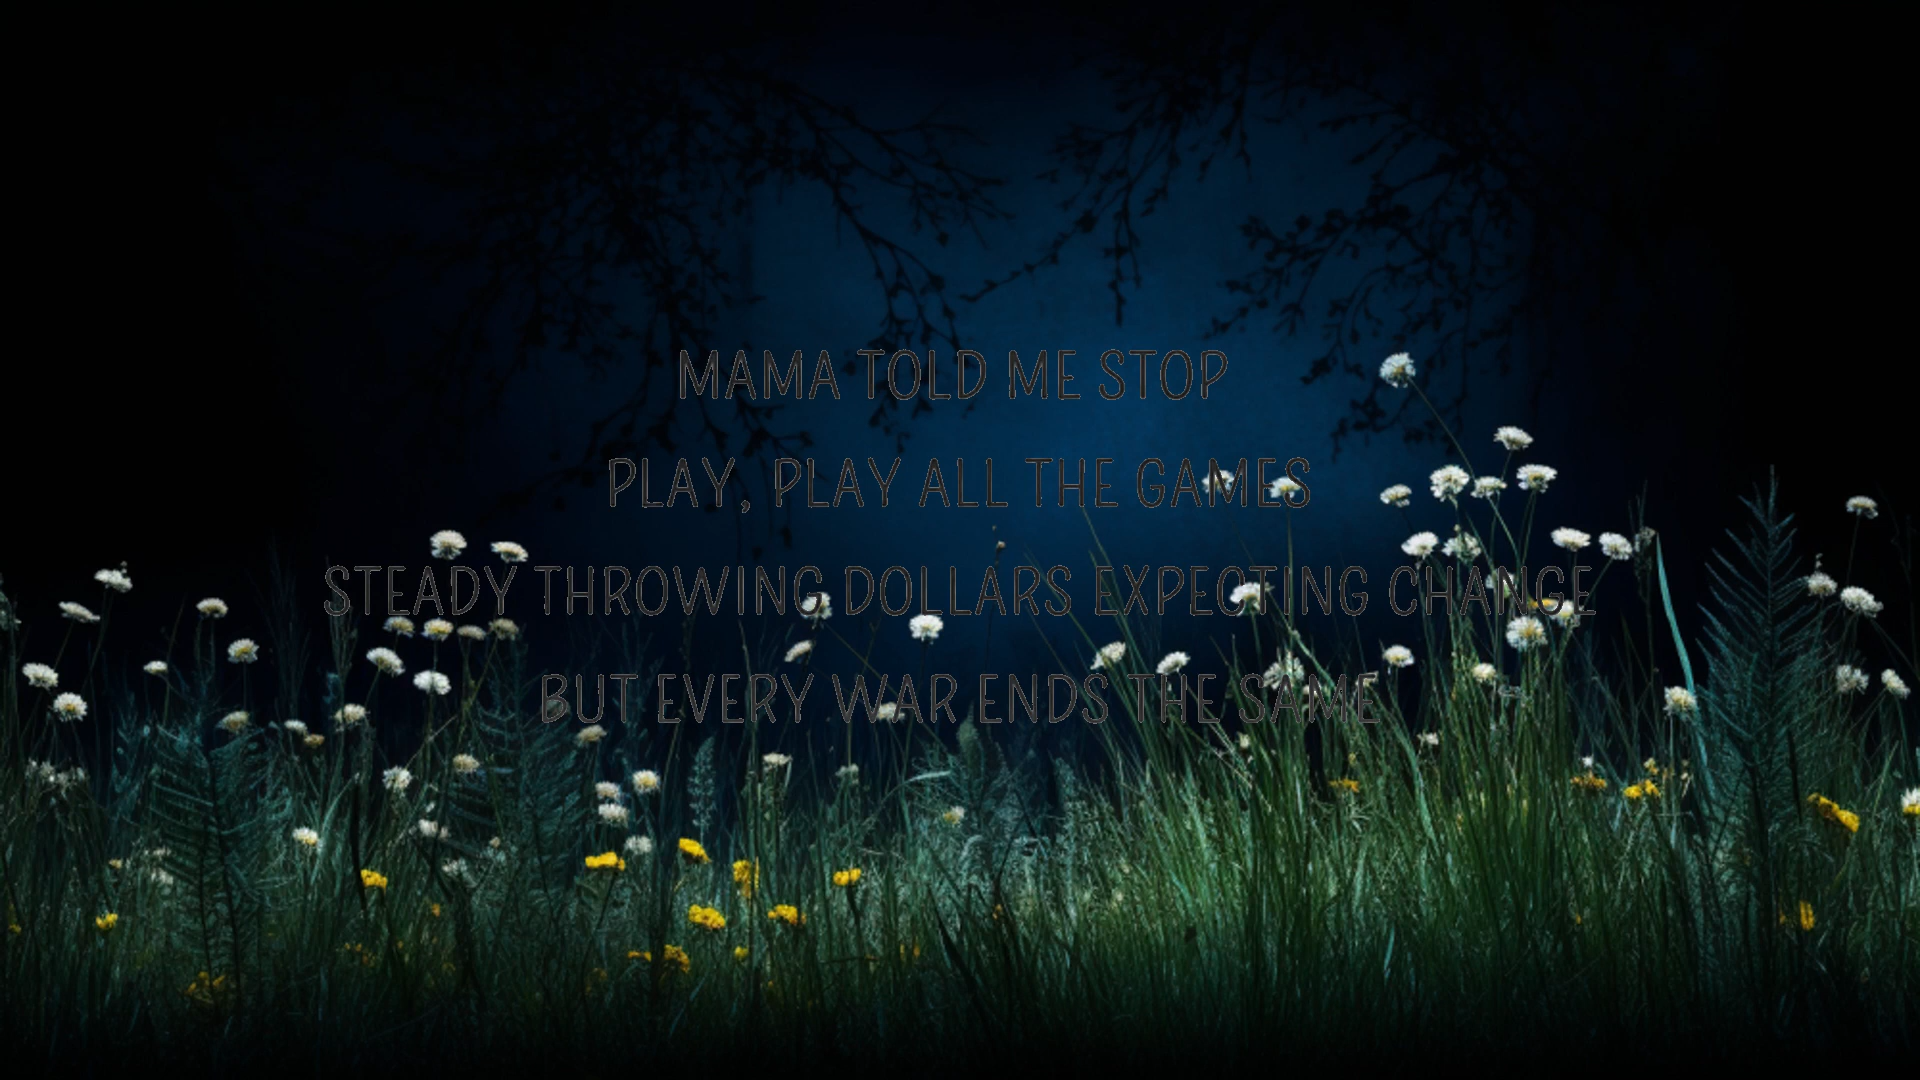 MAMA TOLD ME STOP
PLAY, PLAY ALL THE GAMES
STEADY THROWING DOLLARS EXPECTING CHANGE
BUT EVERY WAR ENDS THE SAME